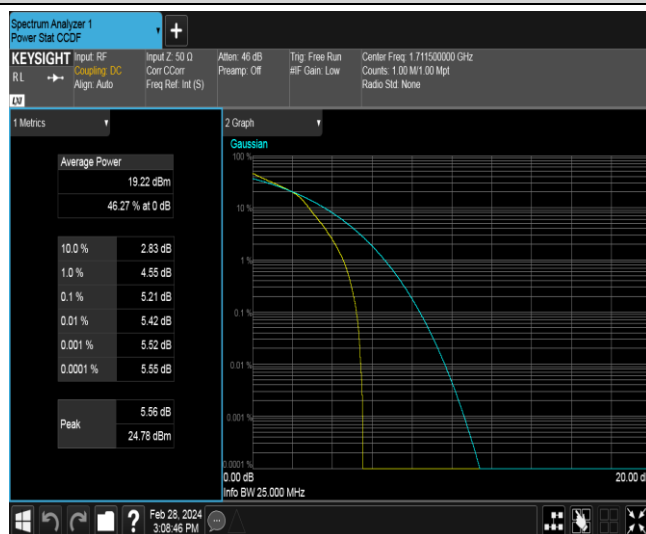 Spectrum Analyzer 1
Power Stat CCDF
KEYSIGHT
RL
LXI
Input: RF
Coupling: DC
Align: Auto
Input Z: 50 Ω
Corr CCorr
Freq Ref: Int (S)
Atten: 46 dB
Preamp: Off
Trig: Free Run
#IF Gain: Low
Center Freq: 1.711500000 GHz
Counts: 1.00 M/1.00 Mpt
Radio Std: None
1 Metrics
Average Power
19.22 dBm
46.27 % at 0 dB
10.0 % 2.83 dB
1.0 % 4.55 dB
0.1 % 5.21 dB
0.01 % 5.42 dB
0.001 % 5.52 dB
0.0001 % 5.55 dB
Peak
5.56 dB
24.78 dBm
2 Graph
Gaussian
100 %
10 %
1 %
0.1 %
0.01 %
0.001 %
0.0001 %
0.00 dB
20.00 d
Info BW 25.000 MHz
?
Feb 28, 2024
3:08:46 PM